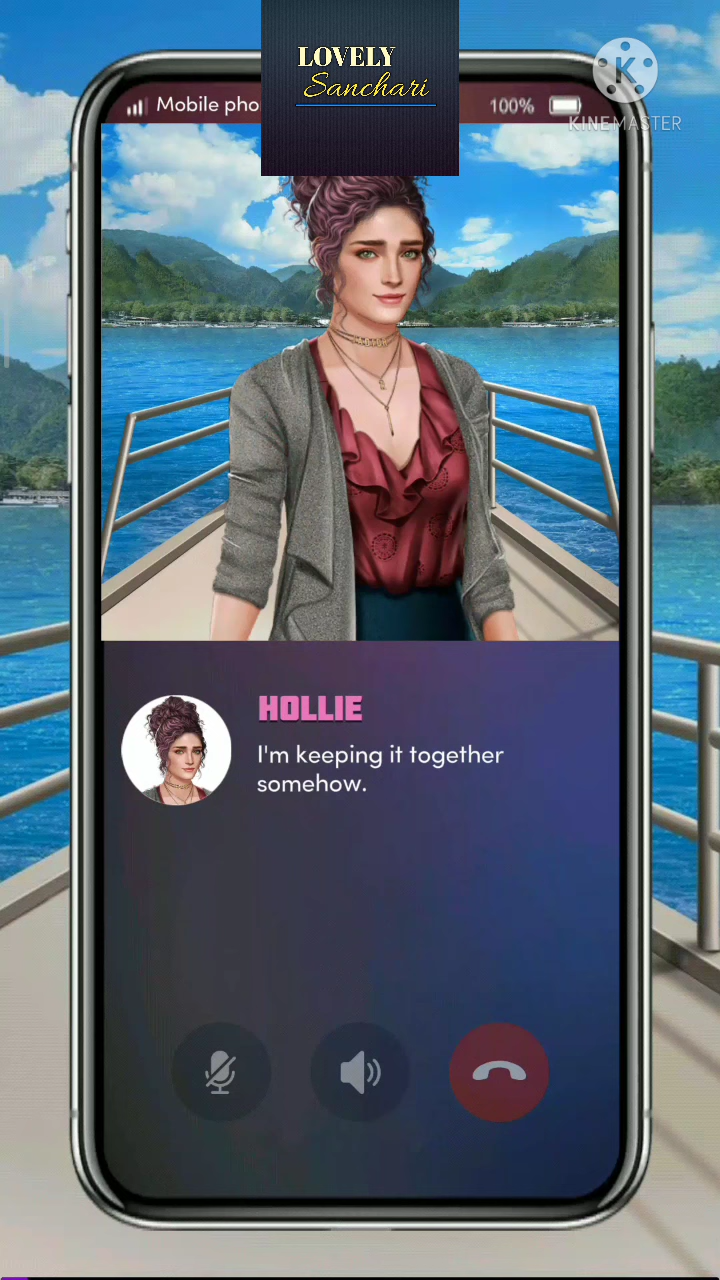 LOVELY
Sanchari
Mobile pho
100%
K
KINEMASTER
HOLLIE
I'm keeping it together
somehow.